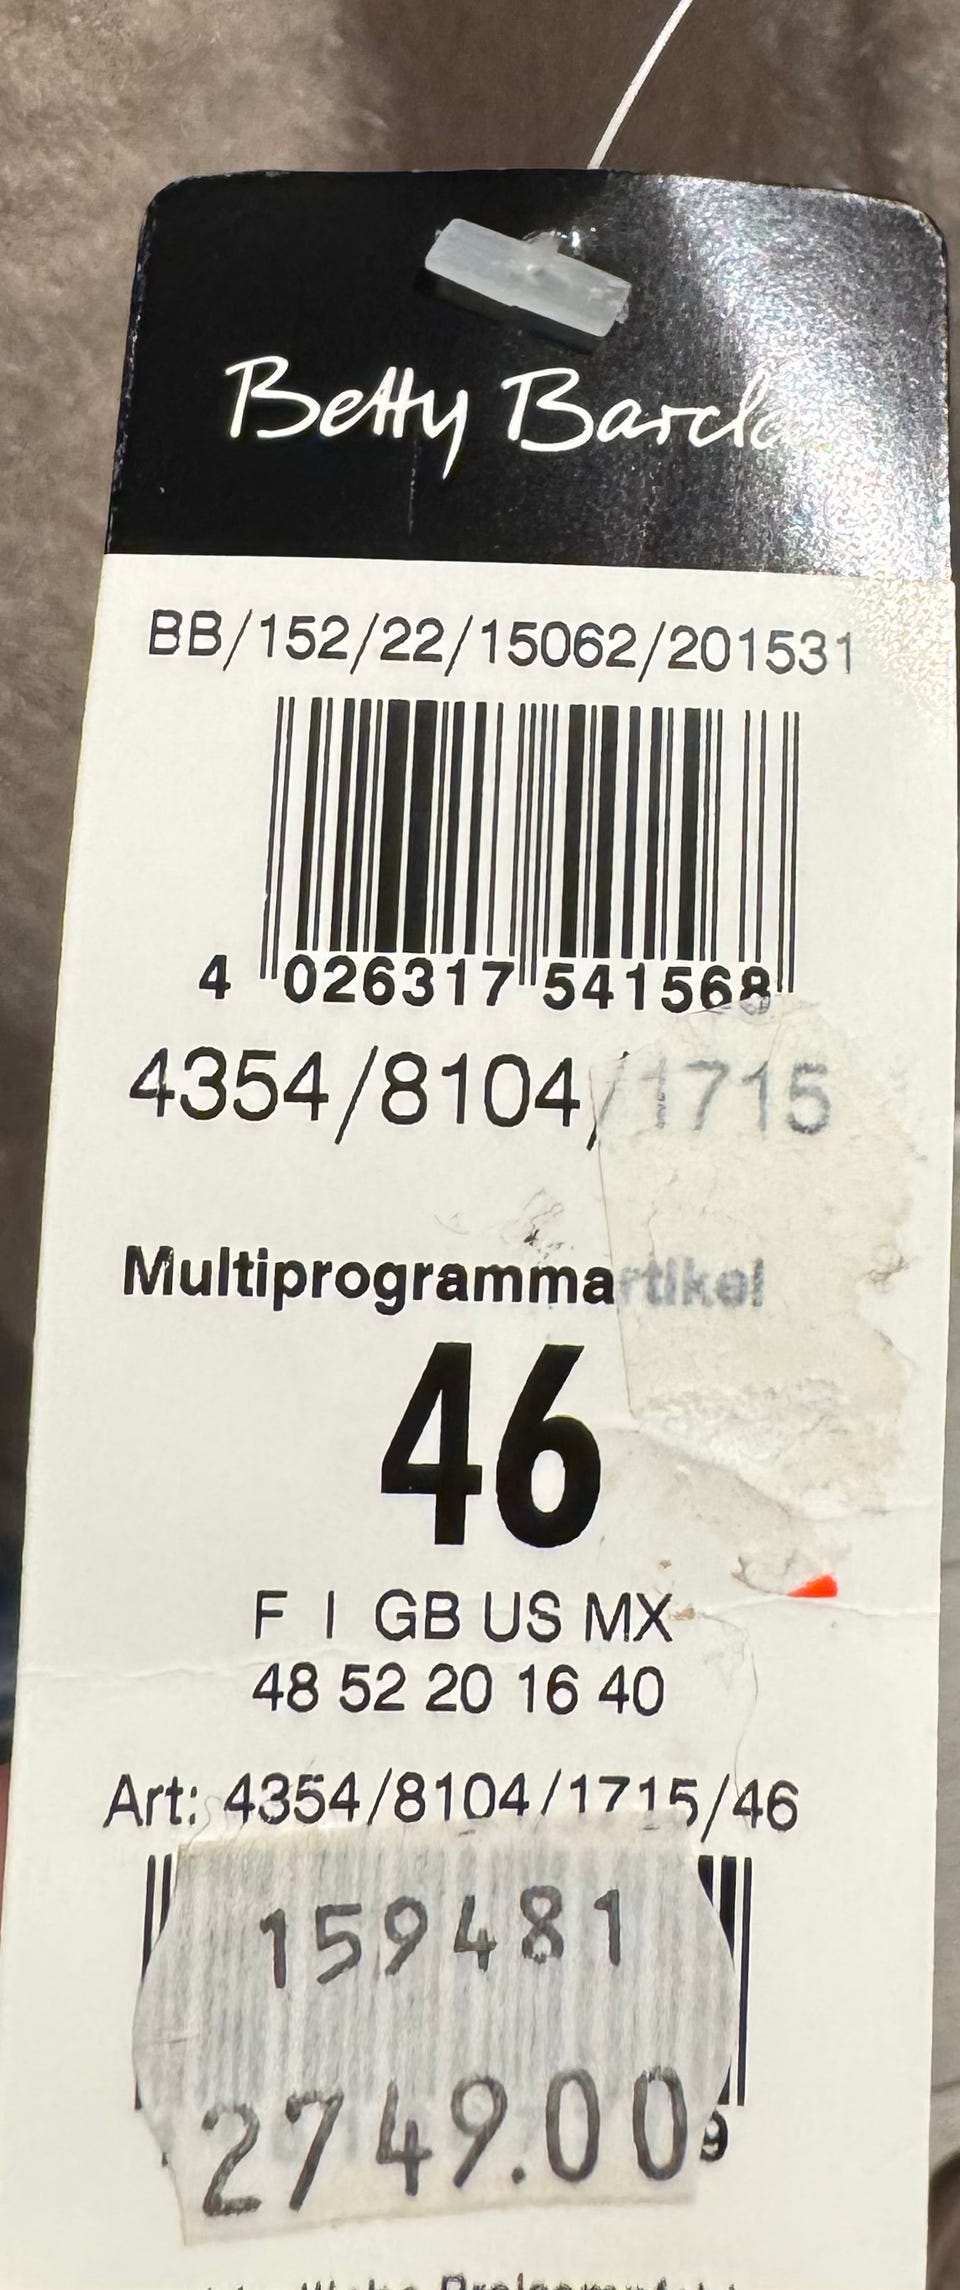 Betty Barcla
BB/152/22/15062/201531
4 026317 541568
4354/8104/1715
Multiprogrammartikel
46
F I GB US MX
48 52 20 16 40
Art: 4354/8104/1715/46
159481
2749.00
9